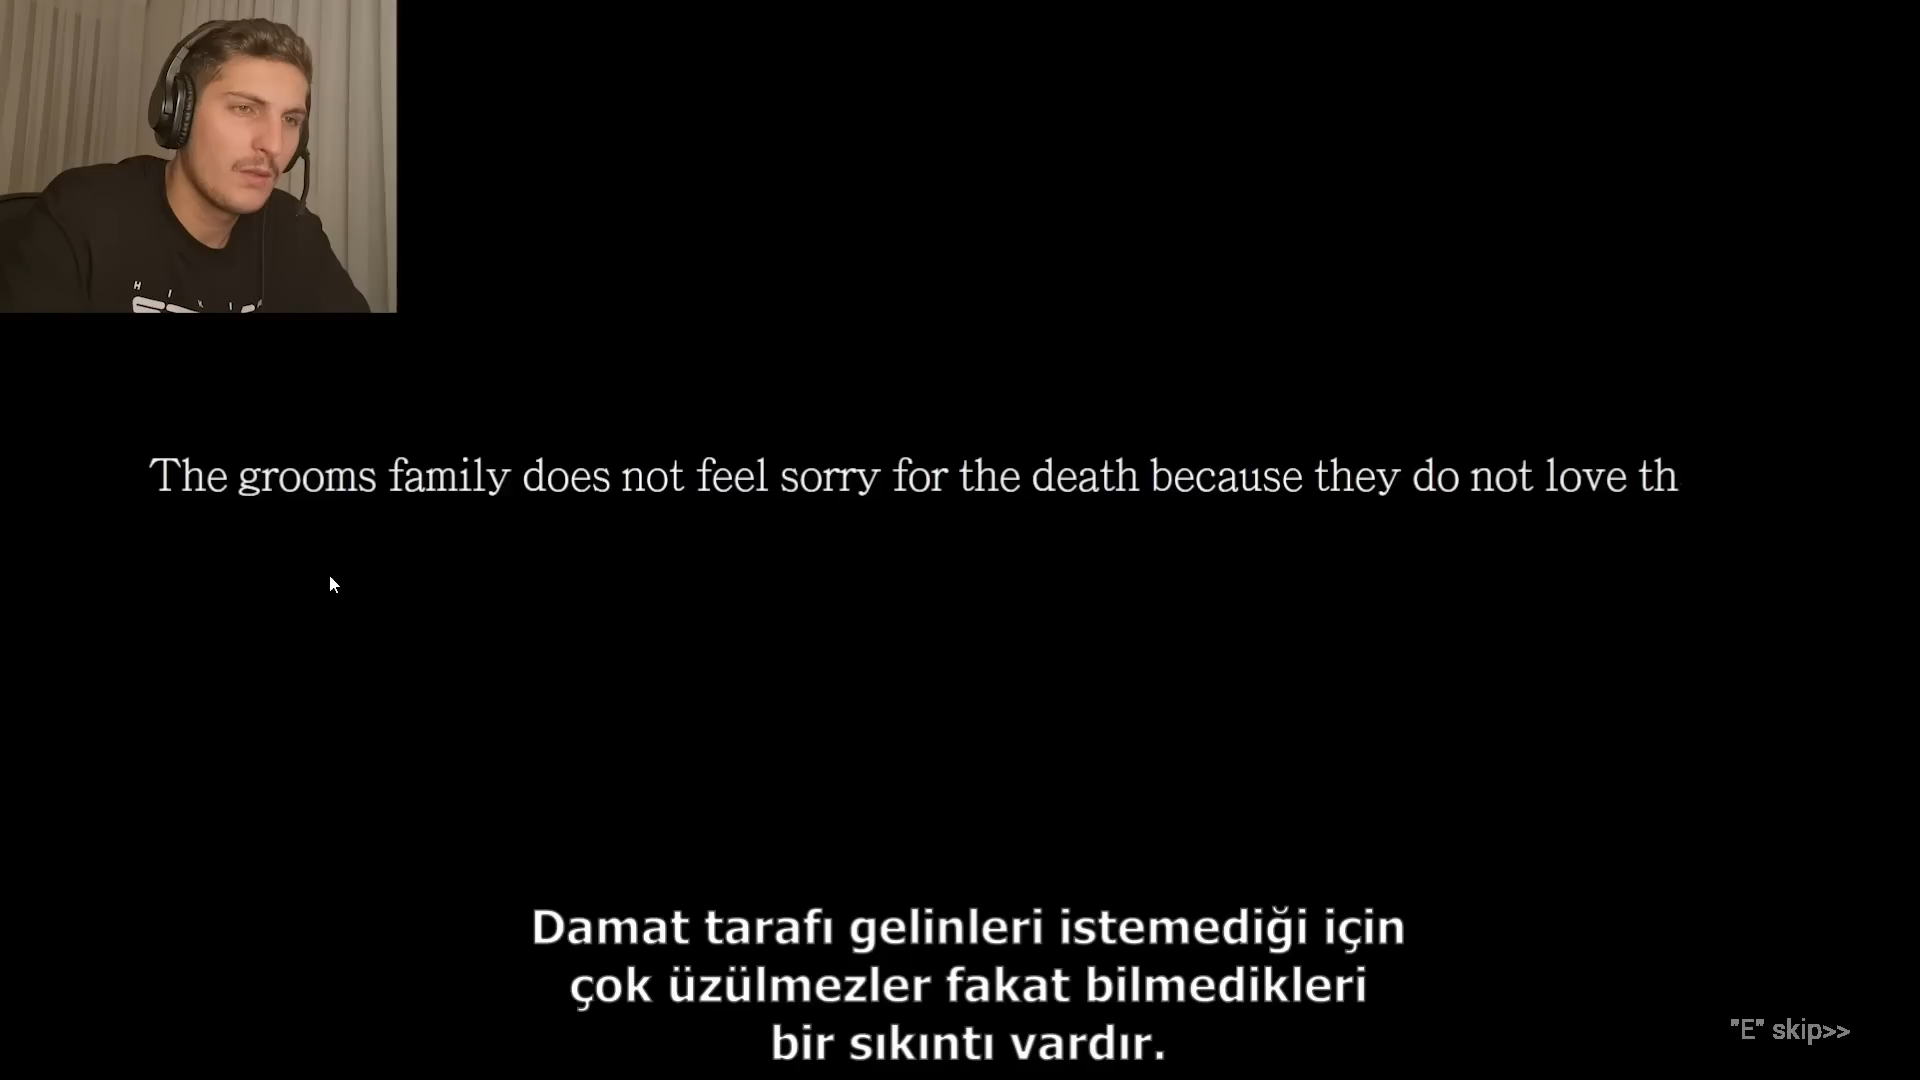 The grooms family does not feel sorry for the death because they do not love th
Damat tarafı gelinleri istemediği için
çok üzülmezler fakat bilmedikleri
bir sıkıntı vardır.
"E" skip>>